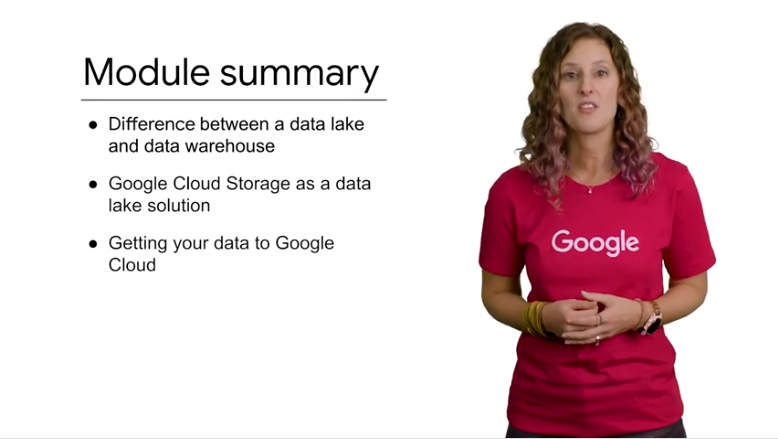 Module summary
● Difference between a data lake
and data warehouse
● Google Cloud Storage as a data
lake solution
● Getting your data to Google
Cloud
Google